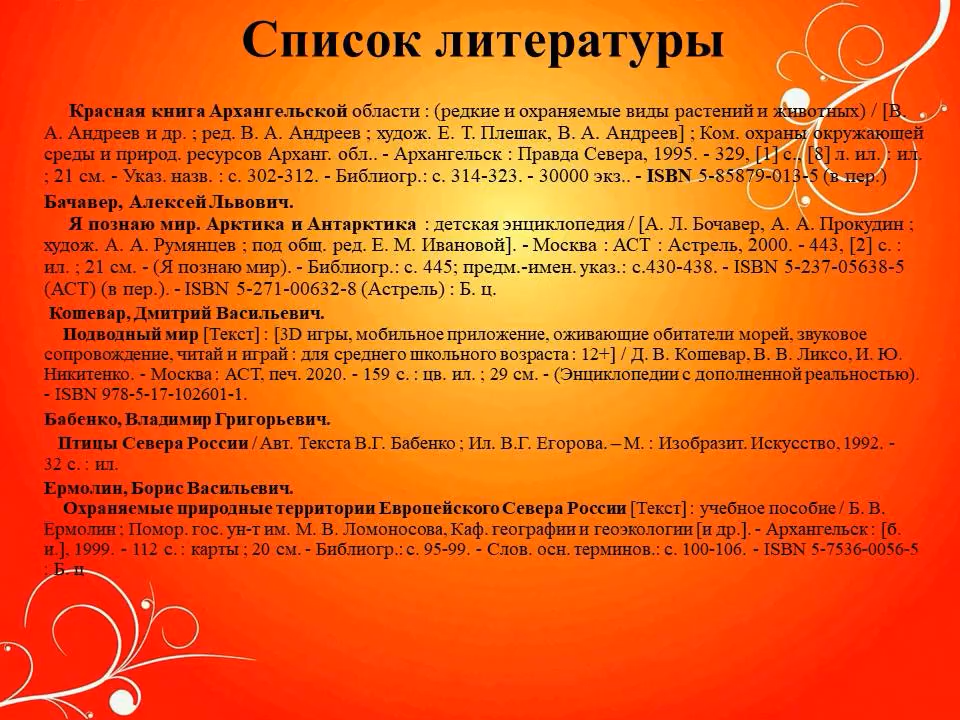 Список литературы
Красная книга Архангельской области : (редкие и охраняемые виды растений и животных) / [В.
А. Андреев и др. ; ред. В. А. Андреев ; худож. Е. Т. Плешак, В. А. Андреев] ; Ком. охраны окружающей
среды и природ. ресурсов Арханг. обл.. - Архангельск : Правда Севера, 1995. - 329, [1] с., [8] л. ил. : ил.
; 21 см. - Указ. назв. : с. 302-312. - Библиогр.: с. 314-323. - 30000 экз.. - ISBN 5-85879-013-5 (в пер.)
Бачавер, Алексей Львович.
Я познаю мир. Арктика и Антарктика : детская энциклопедия / [А. Л. Бочавер, А. А. Прокудин ;
худож. А. А. Румянцев ; под общ. ред. Е. М. Ивановой]. - Москва : АСТ : Астрель, 2000. - 443, [2] с. :
ил. ; 21 см. - (Я познаю мир). - Библиогр.: с. 445; предм.-имен. указ.: с.430-438. - ISBN 5-237-05638-5
(АСТ) (в пер.). - ISBN 5-271-00632-8 (Астрель) : Б. ц.
Кошевар, Дмитрий Васильевич.
Подводный мир [Текст] : [3D игры, мобильное приложение, оживающие обитатели морей, звуковое
сопровождение, читай и играй : для среднего школьного возраста : 12+] / Д. В. Кошевар, В. В. Ликсо, И. Ю.
Никитенко. - Москва : АСТ, печ. 2020. - 159 с. : цв. ил. ; 29 см. - (Энциклопедии с дополненной реальностью).
- ISBN 978-5-17-102601-1.
Бабенко, Владимир Григорьевич.
Птицы Севера России / Авт. Текста В.Г. Бабенко ; Ил. В.Г. Егорова. – М. : Изобразит. Искусство, 1992. -
32 с. : ил.
Ермолин, Борис Васильевич.
Охраняемые природные территории Европейского Севера России [Текст] : учебное пособие / Б. В.
Ермолин ; Помор. гос. ун-т им. М. В. Ломоносова, Каф. географии и геоэкологии [и др.]. - Архангельск : [б.
и.], 1999. - 112 с. : карты ; 20 см. - Библиогр.: с. 95-99. - Слов. осн. терминов.: с. 100-106. - ISBN 5-7536-0056-5
: Б. ц